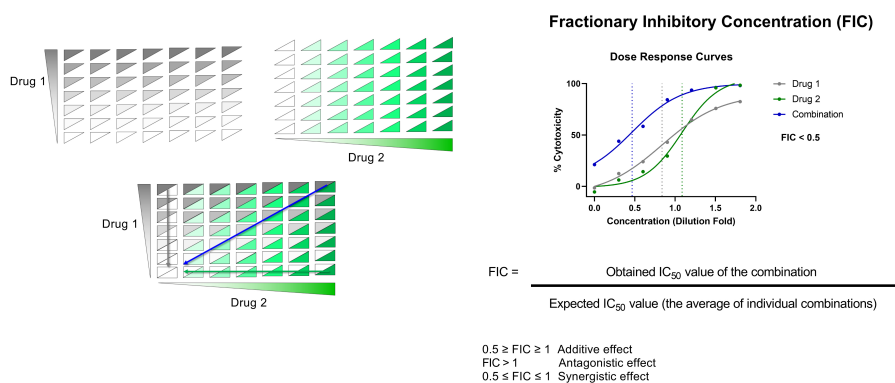 Fractionary Inhibitory Concentration (FIC)
Drug 1
Drug 2
Drug 1
Drug 2
Dose Response Curves
% Cytotoxicity
100
50
0
0.0 0.5 1.0 1.5 2.0
Concentration (Dilution Fold)
Drug 1
Drug 2
Combination
FIC < 0.5
FIC =
Obtained IC50 value of the combination
Expected IC50 value (the average of individual combinations)
0.5 ≥ FIC ≥ 1 Additive effect
FIC > 1 Antagonistic effect
0.5 ≤ FIC ≤ 1 Synergistic effect